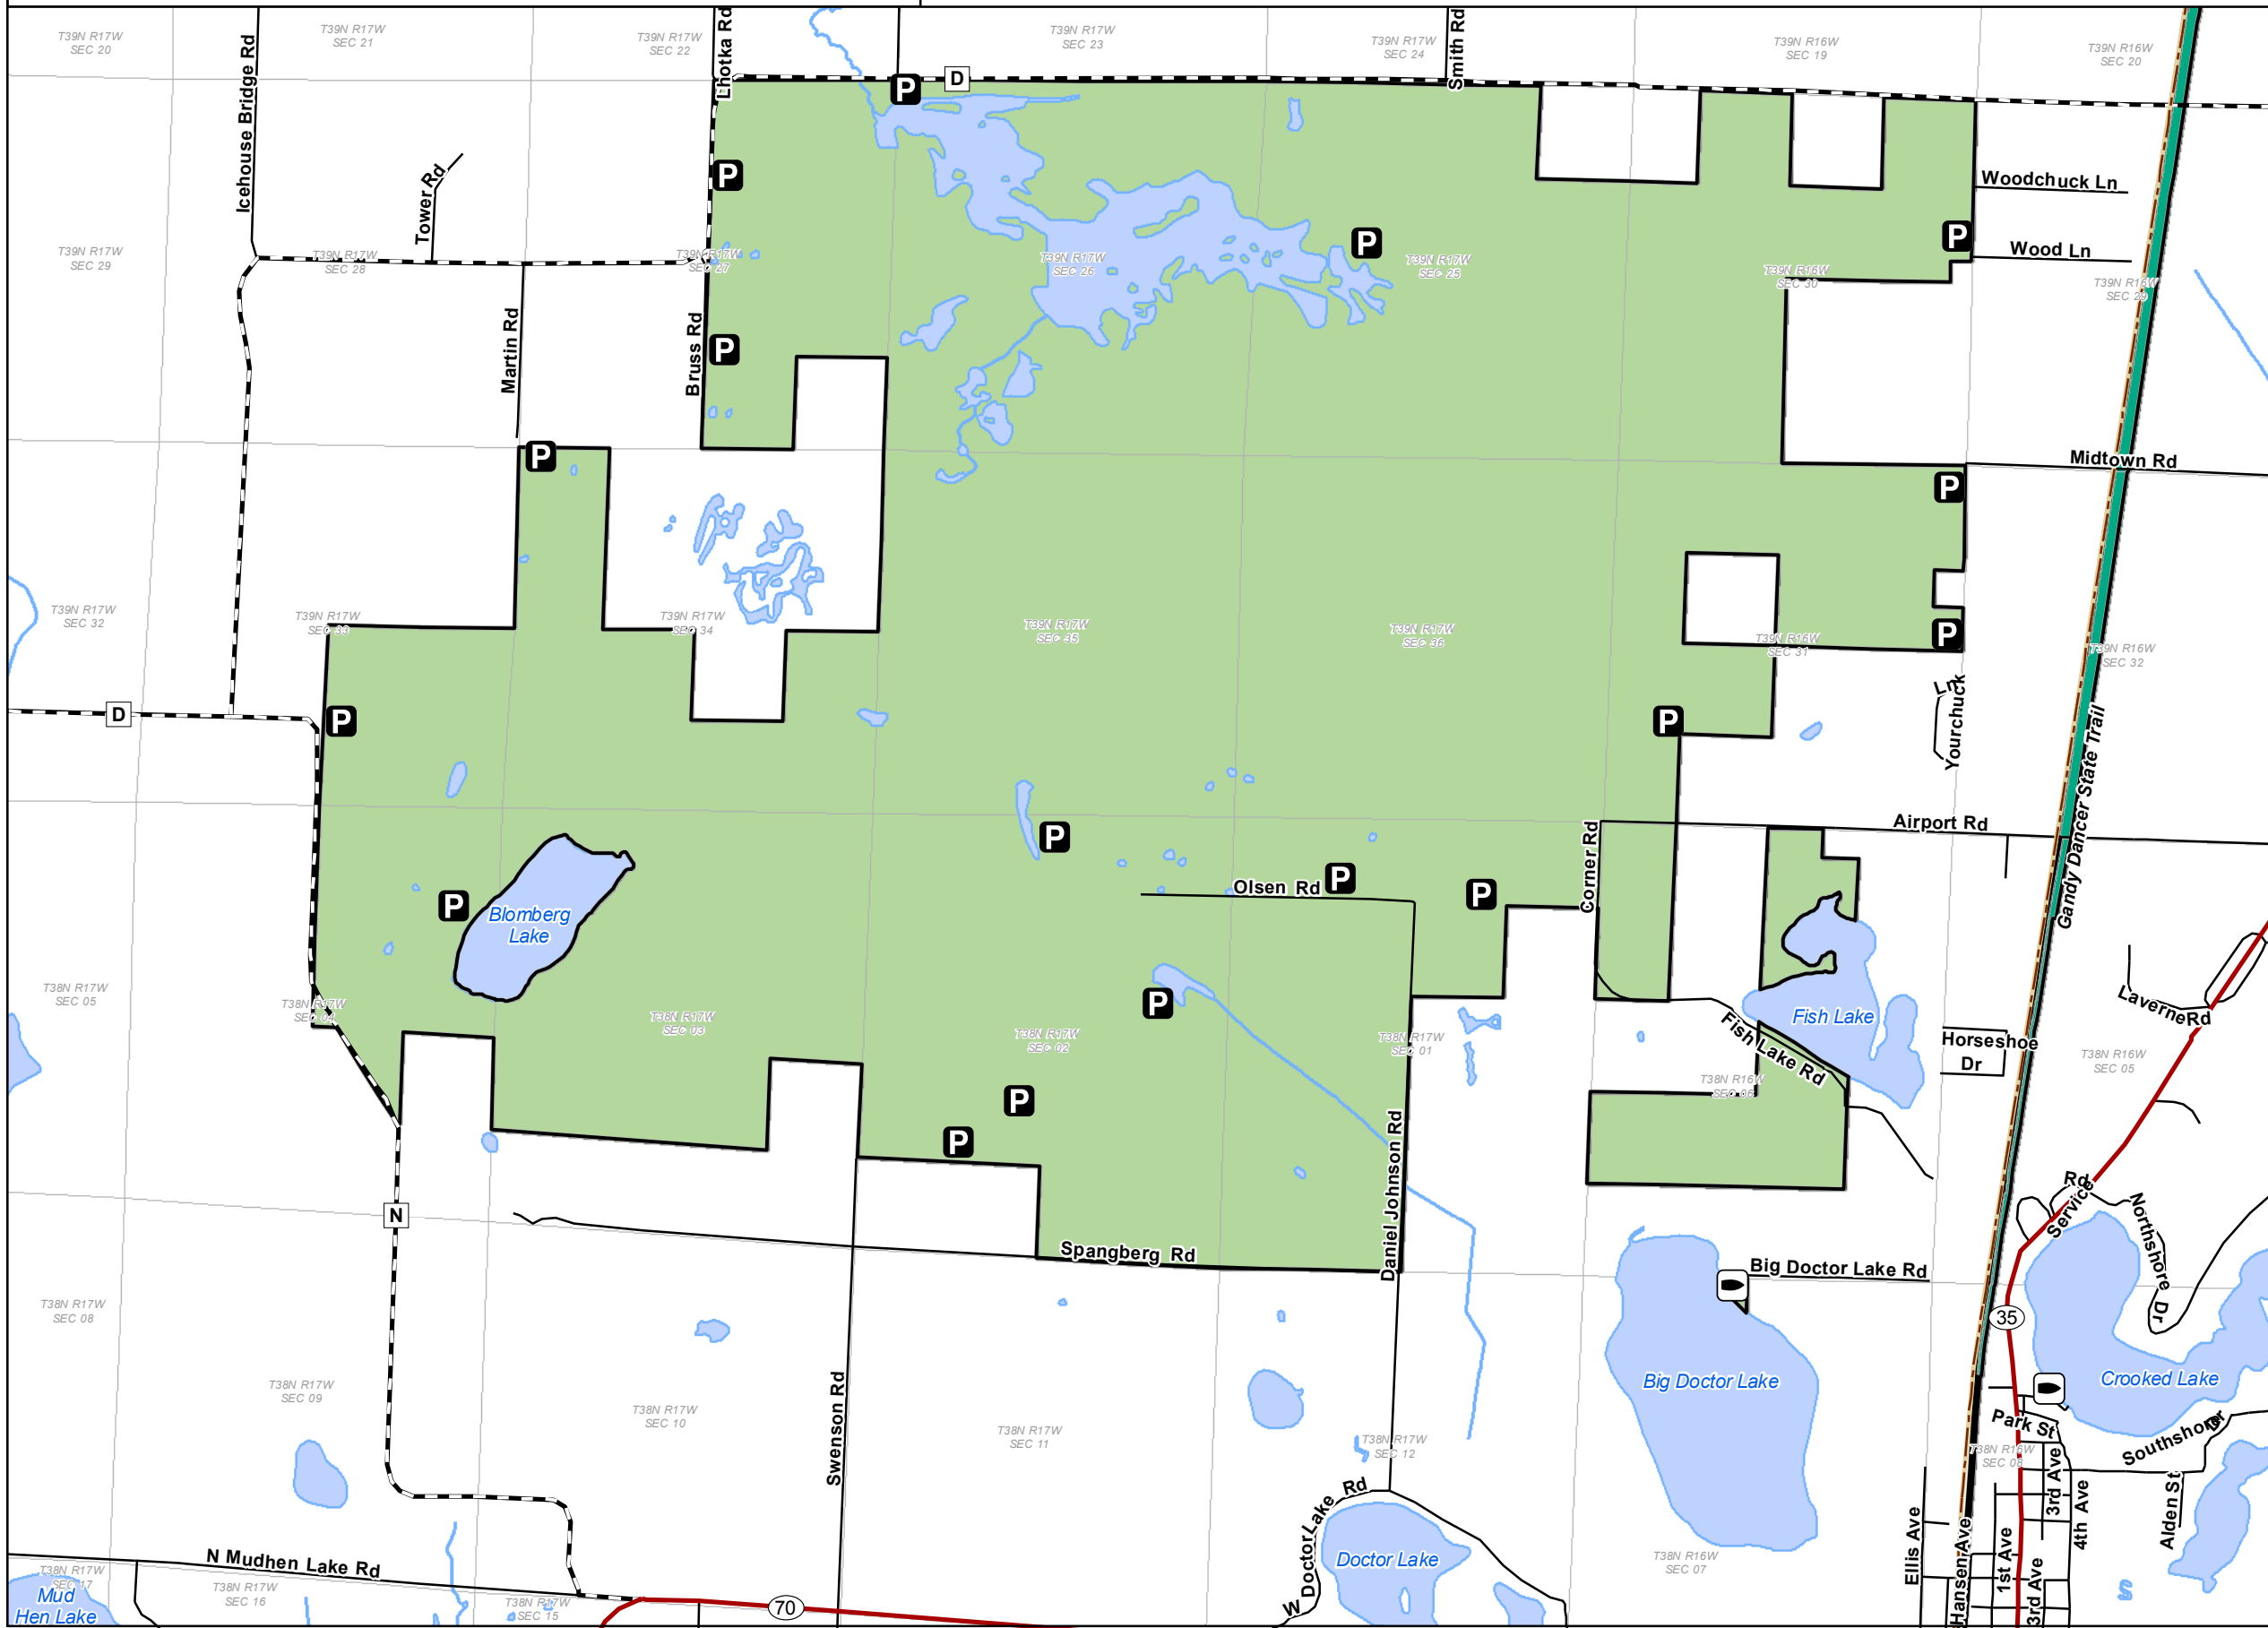 T39N R17W
SEC 20
T39N R17W
SEC 21
T39N R17W
SEC 22
T39N R17W
SEC 23
T39N R17W
SEC 24
T39N R16W
SEC 19
T39N R16W
SEC 20
Icehouse Bridge Rd
Lhotka Rd
Smith Rd
P
D
P
Tower Rd
Woodchuck Ln
P
P
Wood Ln
T39N R17W
SEC 29
T39N R17W
SEC 28
T39N R17W
SEC 27
T39N R17W
SEC 26
T39N R17W
SEC 25
T39N R16W
SEC 30
T39N R16W
SEC 29
Martin Rd
Bruss Rd
P
P
Midtown Rd
P
T39N R17W
SEC 32
T39N R17W
SEC 33
T39N R17W
SEC 34
T39N R17W
SEC 35
T39N R17W
SEC 36
T39N R16W
SEC 31
P
T39N R16W
SEC 32
Yourchuck
Ln
D
P
P
Gandy Dancer State Trail
Airport Rd
P
Corner Rd
Olsen Rd
P
P
P
Blomberg
Lake
T38N R17W
SEC 05
T38N R17W
SEC 04
T38N R17W
SEC 03
P
T38N R17W
SEC 02
T38N R17W
SEC 01
Fish Lake
Fish Lake Rd
T38N R16W
SEC 06
Laverne Rd
Horseshoe
Dr
T38N R16W
SEC 05
P
P
Daniel Johnson Rd
N
Service
Rd
Northshore Dr
Spangberg Rd
Big Doctor Lake Rd
T38N R17W
SEC 08
35
Big Doctor Lake
Crooked Lake
T38N R17W
SEC 09
T38N R17W
SEC 10
T38N R17W
SEC 11
T38N R17W
SEC 12
Swenson Rd
Park St
Southshore Dr
T38N R16W
SEC 08
3rd Ave
4th Ave
Alden St
W Doctor Lake Rd
Doctor Lake
T38N R16W
SEC 07
Ellis Ave
Hansen Ave
1st Ave
3rd Ave
N Mudhen Lake Rd
T38N R17W
SEC 17
Mud
Hen Lake
T38N R17W
SEC 16
T38N R17W
SEC 15
70